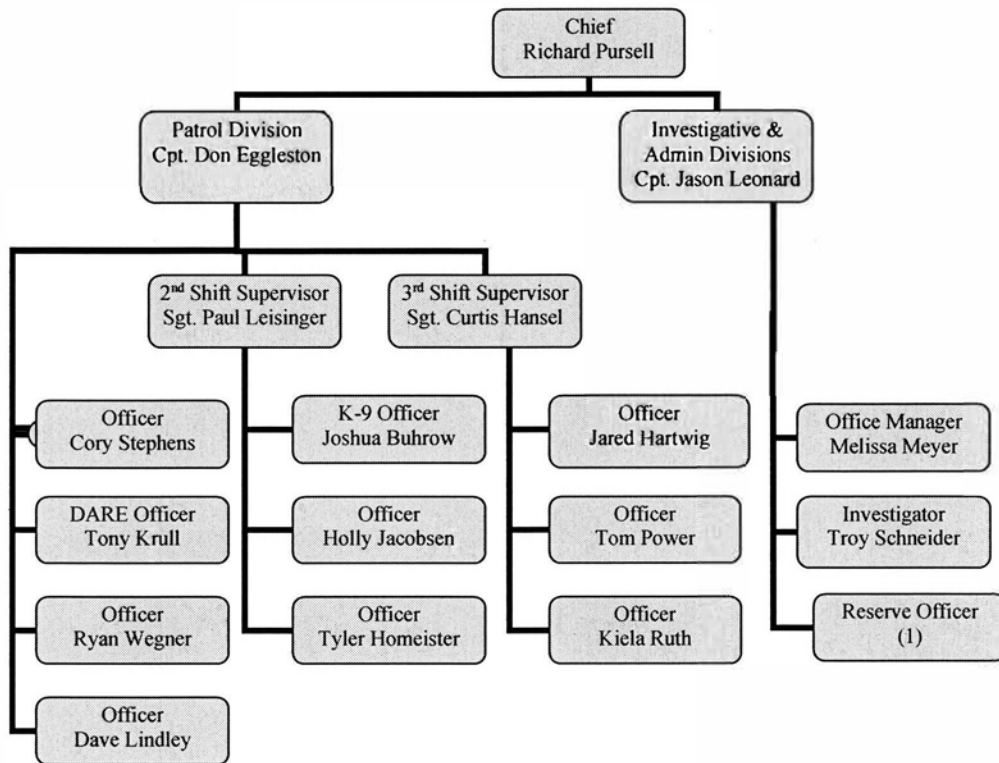 Chief
Richard Pursell
Patrol Division
Cpt. Don Eggleston
Investigative &
Admin Divisions
Cpt. Jason Leonard
2nd Shift Supervisor
Sgt. Paul Leisinger
3rd Shift Supervisor
Sgt. Curtis Hansel
Officer
Cory Stephens
DARE Officer
Tony Krull
Officer
Ryan Wegner
Officer
Dave Lindley
K-9 Officer
Joshua Buhrow
Officer
Holly Jacobsen
Officer
Tyler Homeister
Officer
Jared Hartwig
Officer
Tom Power
Officer
Kiela Ruth
Office Manager
Melissa Meyer
Investigator
Troy Schneider
Reserve Officer
(1)